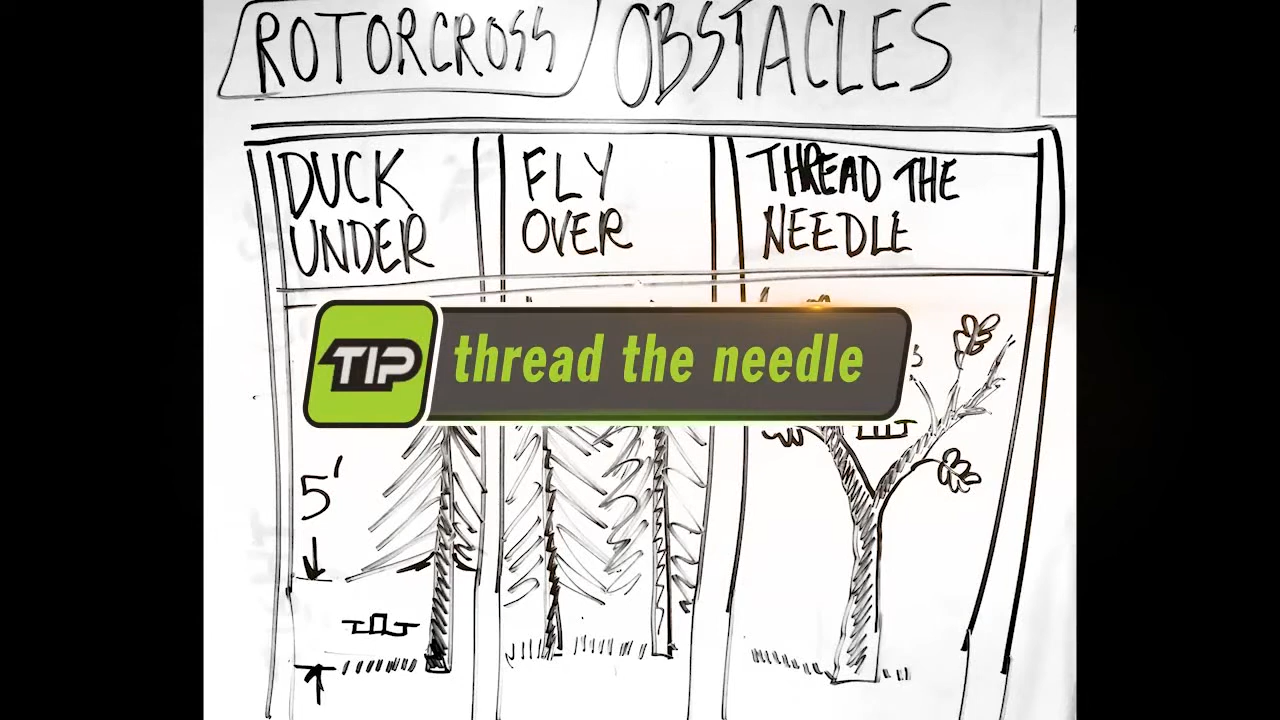 ROTORCROSS OBSTACLES
DUCK
UNDER
FLY
OVER
THREAD THE
NEEDLE
TIP thread the needle
5'